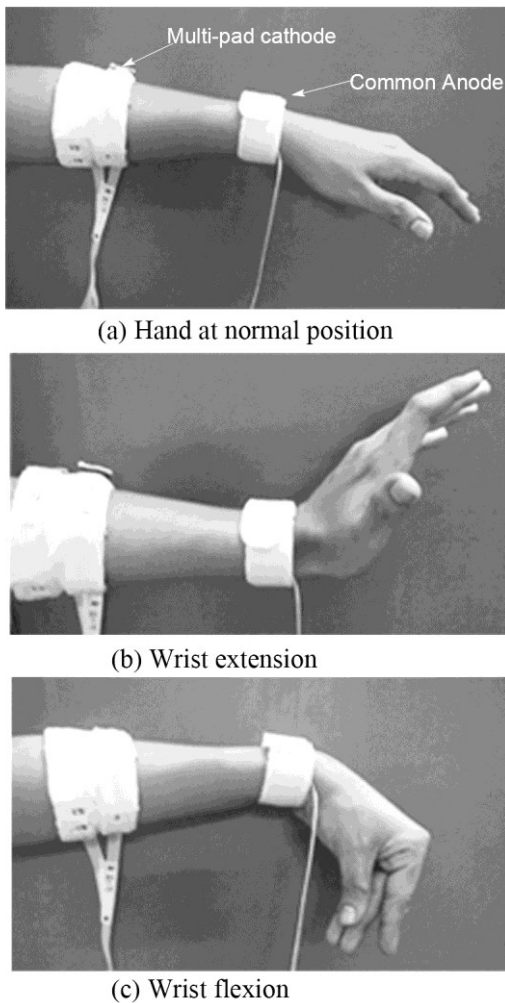 Multi-pad cathode
Common Anode
(a) Hand at normal position
(b) Wrist extension
(c) Wrist flexion